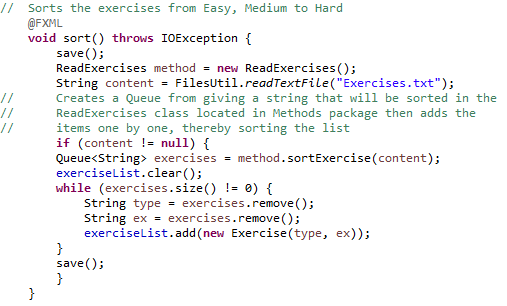 //  Sorts the exercises from Easy, Medium to Hard
    @FXML
    void sort() throws IOException {
        save();
        ReadExercises method = new ReadExercises();
        String content = FilesUtil.readTextFile("Exercises.txt");
//      Creates a Queue from giving a string that will be sorted in the
//      ReadExercises class located in Methods package then adds the
//      items one by one, thereby sorting the list
        if (content != null) {
        Queue<String> exercises = method.sortExercise(content);
        exerciseList.clear();
        while (exercises.size() != 0) {
            String type = exercises.remove();
            String ex = exercises.remove();
            exerciseList.add(new Exercise(type, ex));
        }
        save();
        }
    }